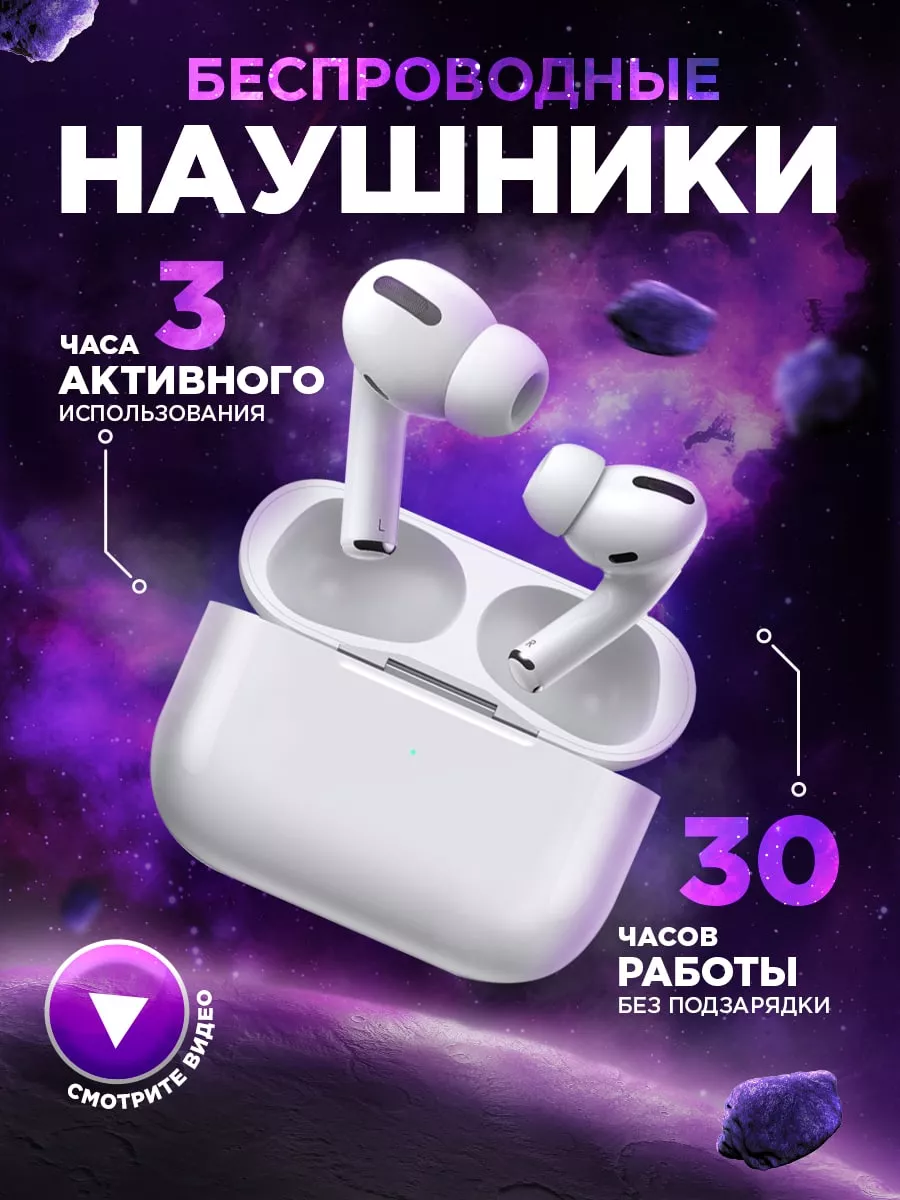 БЕСПРОВОДНЫЕ
НАУШНИКИ
3
ЧАСА
АКТИВНОГО
ИСПОЛЬЗОВАНИЯ
L
R
30
ЧАСОВ
РАБОТЫ
БЕЗ ПОДЗАРЯДКИ
СМОТРИТЕ ВИДЕО